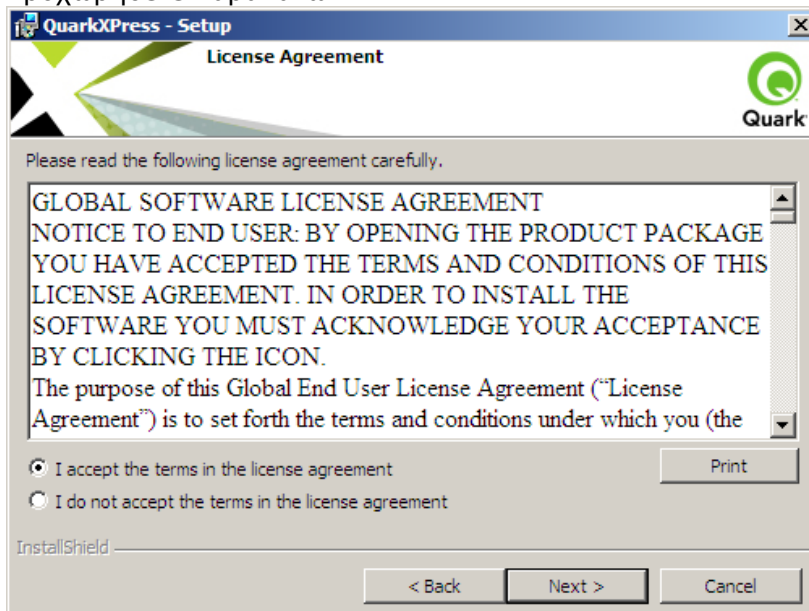 QuarkXPress - Setup
License Agreement
Quark
Please read the following license agreement carefully.
GLOBAL SOFTWARE LICENSE AGREEMENT
NOTICE TO END USER: BY OPENING THE PRODUCT PACKAGE
YOU HAVE ACCEPTED THE TERMS AND CONDITIONS OF THIS
LICENSE AGREEMENT. IN ORDER TO INSTALL THE
SOFTWARE YOU MUST ACKNOWLEDGE YOUR ACCEPTANCE
BY CLICKING THE ICON.
The purpose of this Global End User License Agreement (“License
Agreement”) is to set forth the terms and conditions under which you (the
I accept the terms in the license agreement
Print
I do not accept the terms in the license agreement
InstallShield
< Back
Next >
Cancel